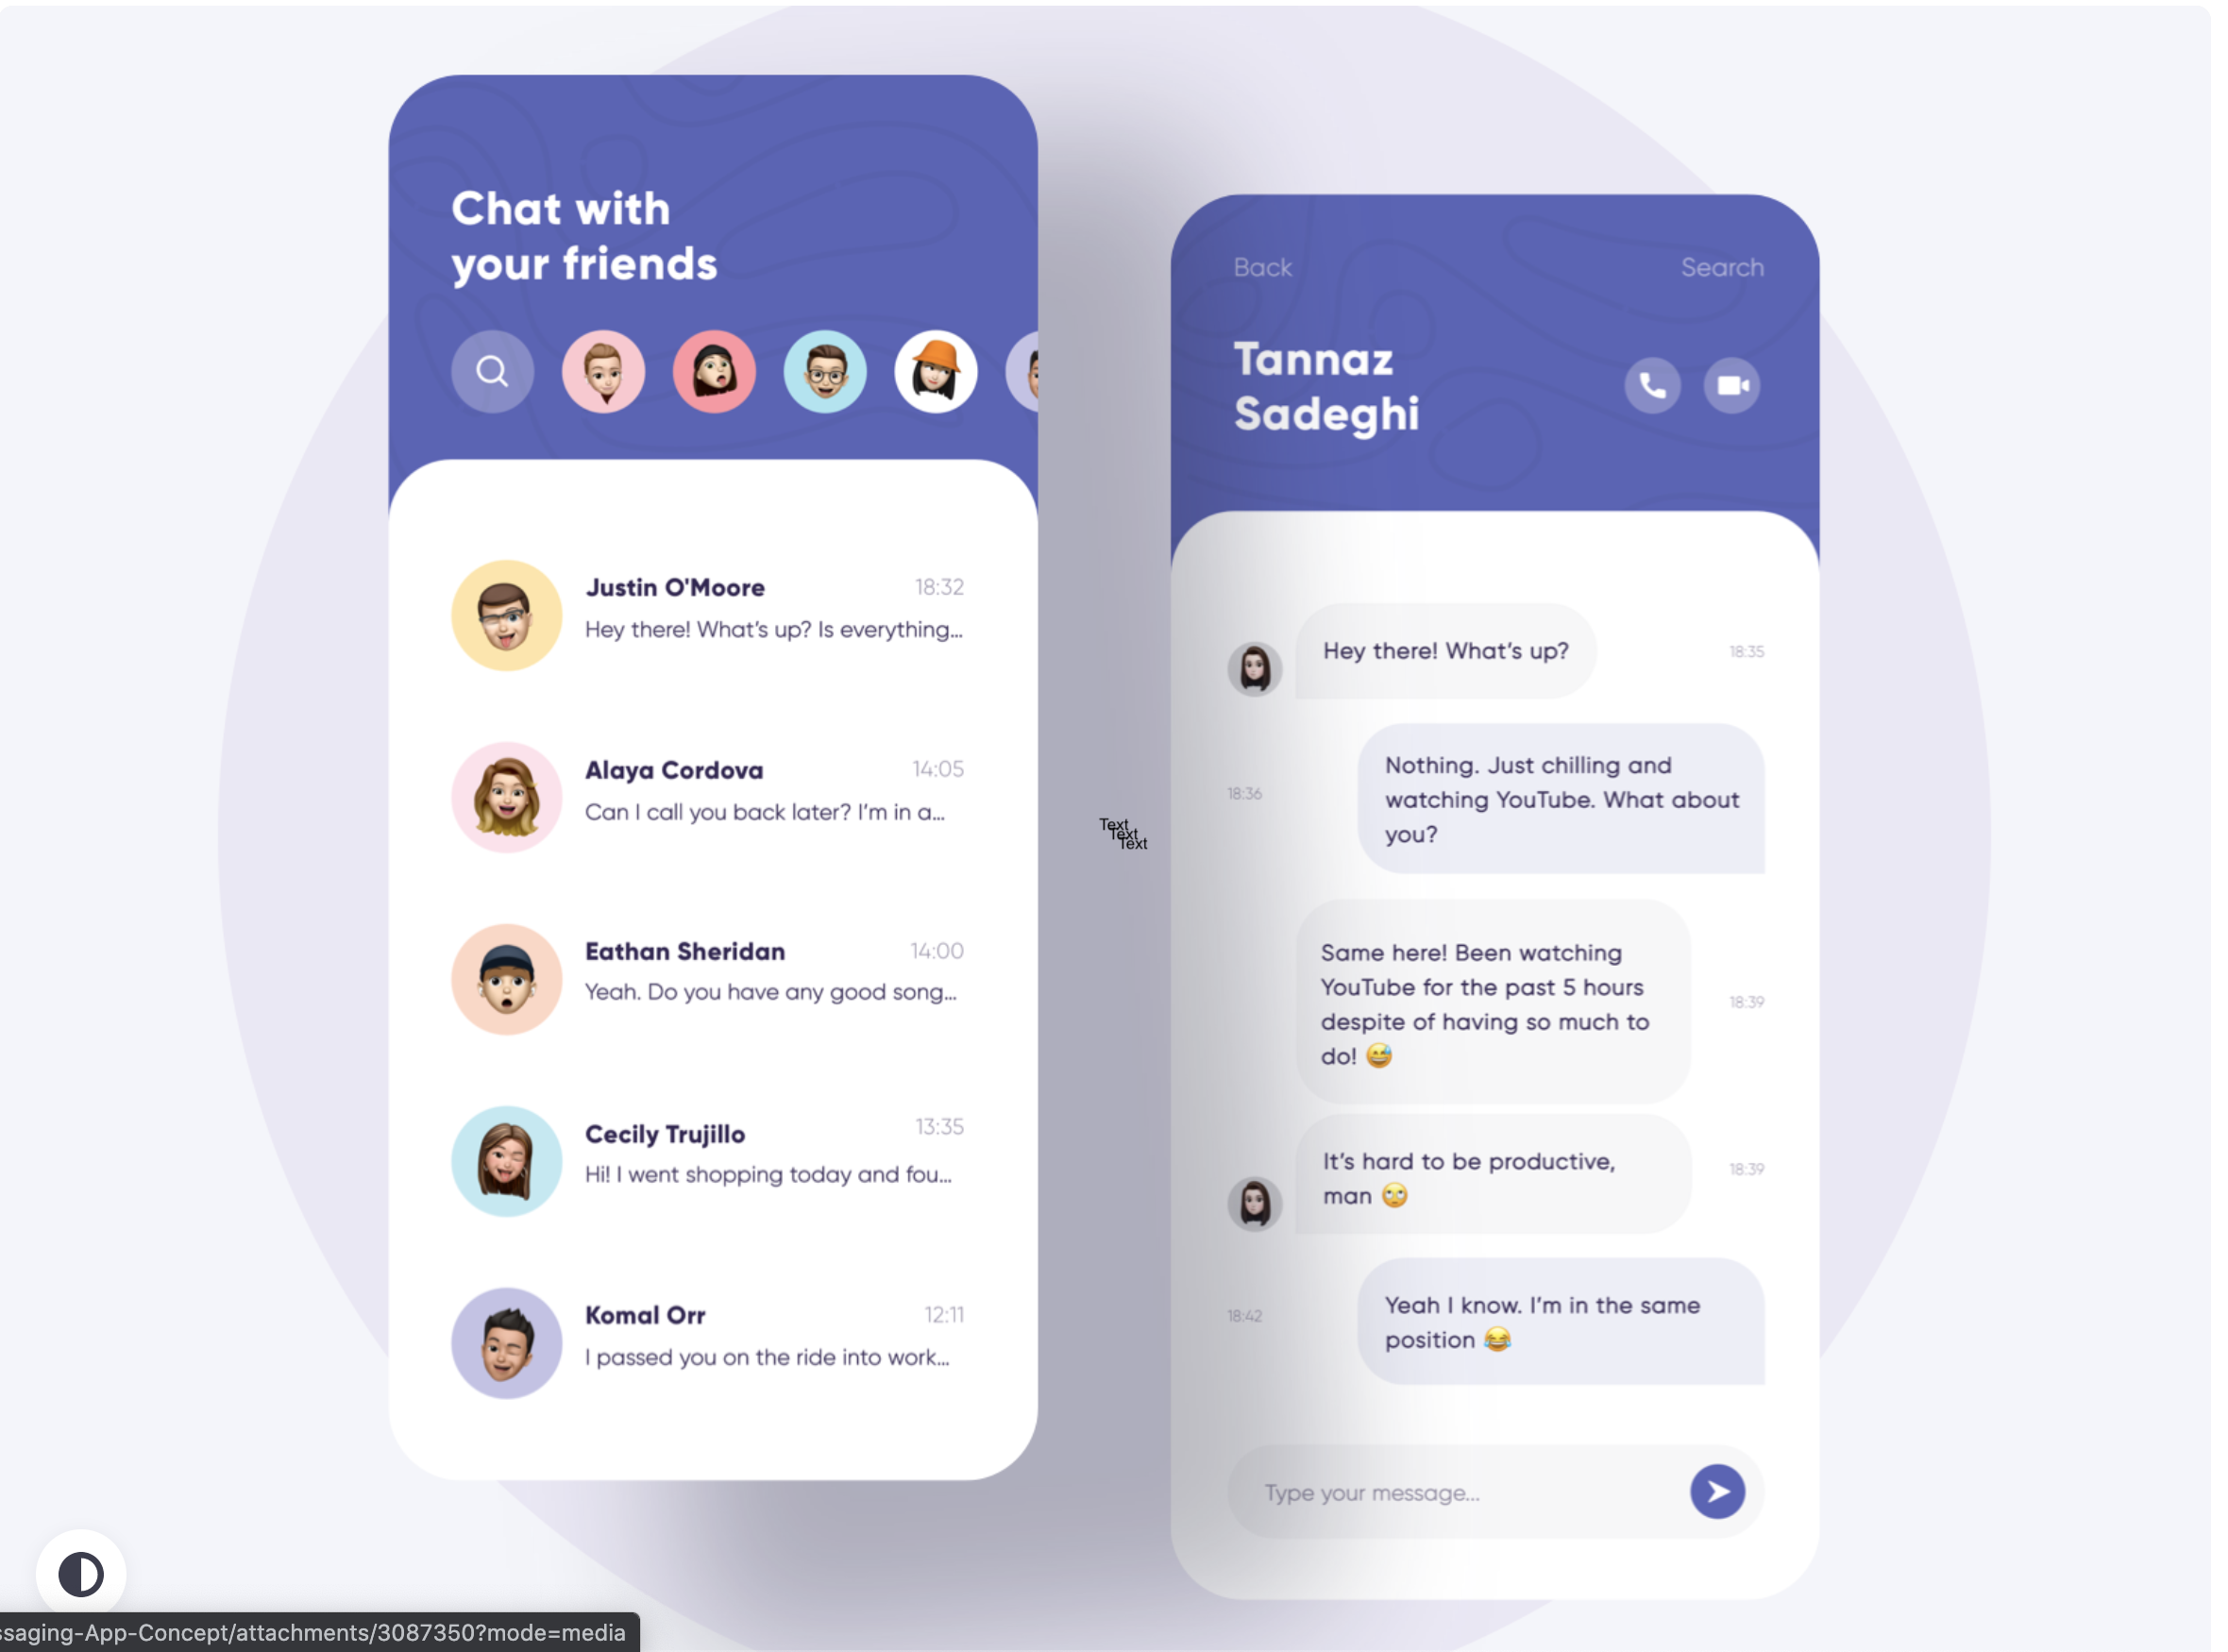 Chat with
your friends
Justin O'Moore 18:32
Hey there! What's up? Is everything...
Alaya Cordova 14:05
Can I call you back later? I'm in a...
Eathan Sheridan 14:00
Yeah. Do you have any good song...
Cecily Trujillo 13:35
Hi! I went shopping today and fou...
Komal Orr 12:11
I passed you on the ride into work...
Text
Text
Text
Back Search
Tannaz
Sadeghi
Hey there! What's up? 18:35
Nothing. Just chilling and
18:36 watching YouTube. What about
you?
Same here! Been watching
YouTube for the past 5 hours
despite of having so much to 18:39
do! 😅
It's hard to be productive, 18:39
man 🙄
Yeah I know. I'm in the same
18:42 position 😂
Type your message...
ssaging-App-Concept/attachments/3087350?mode=media